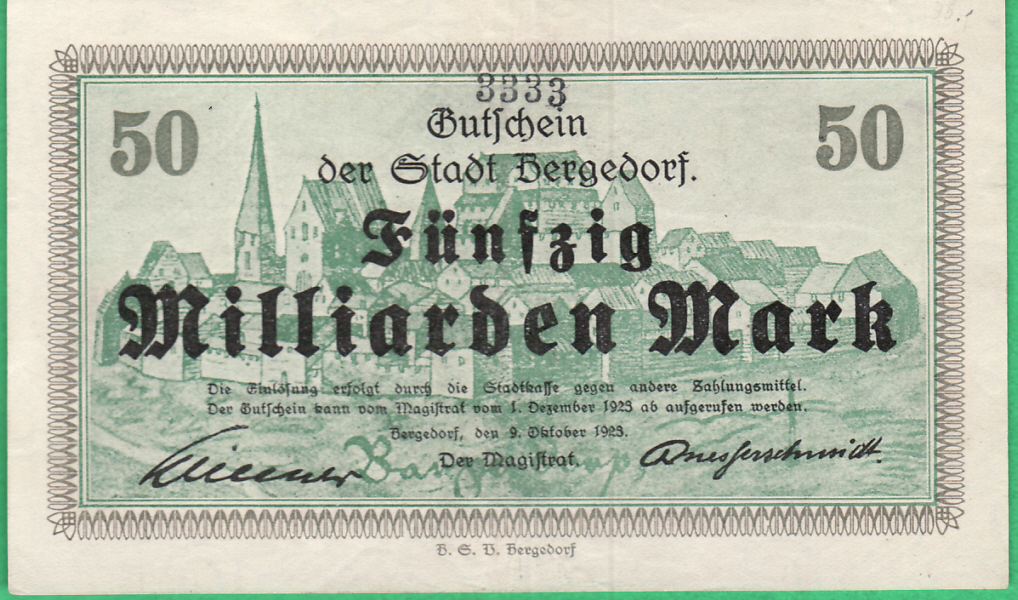 3333
50
Gutschein
50
der Stadt Bergedorf.
Fünfzig
Milliarden Mark
Die Einlösung erfolgt durch die Stadtkasse gegen andere Zahlungsmittel.
Der Gutschein kann vom Magistrat vom 1. Dezember 1923 ab aufgerufen werden.
Bergedorf, den 9. Oktober 1923.
Der Magistrat.
B. S. B. Bergedorf